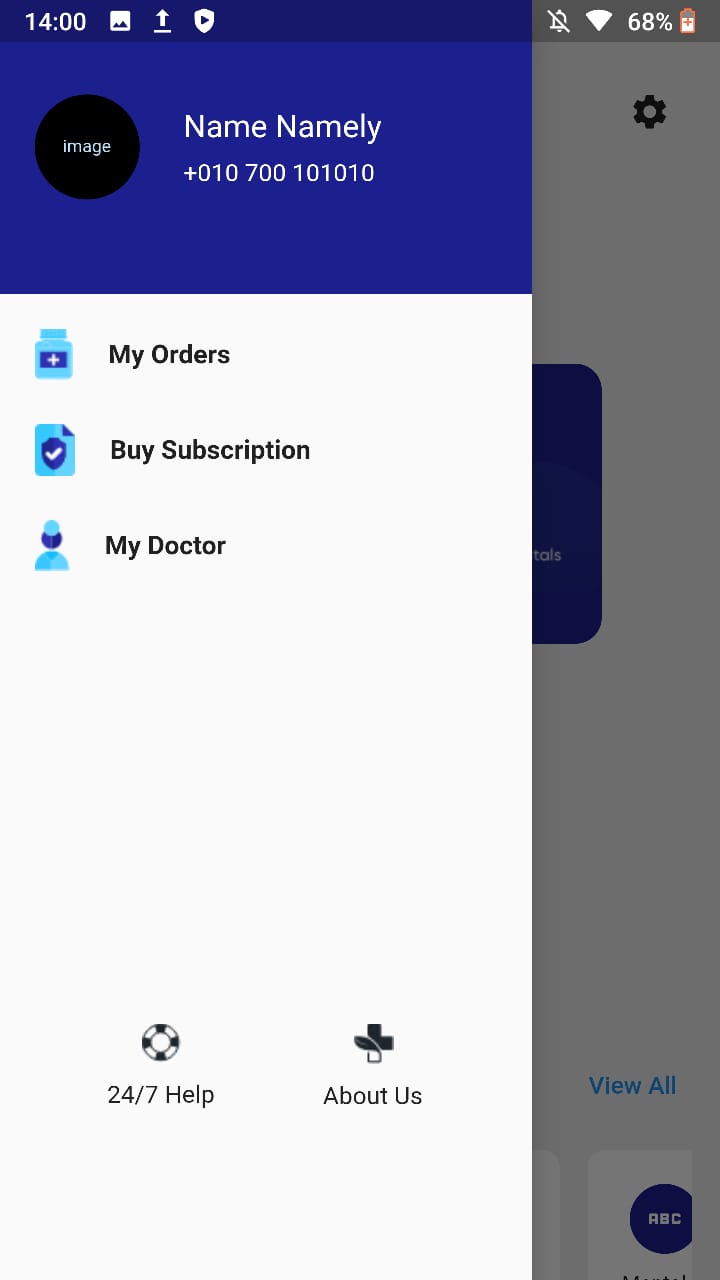 14:00
68%
image
Name Namely
+010 700 101010
My Orders
Buy Subscription
My Doctor
tals
24/7 Help
About Us
View All
ABC